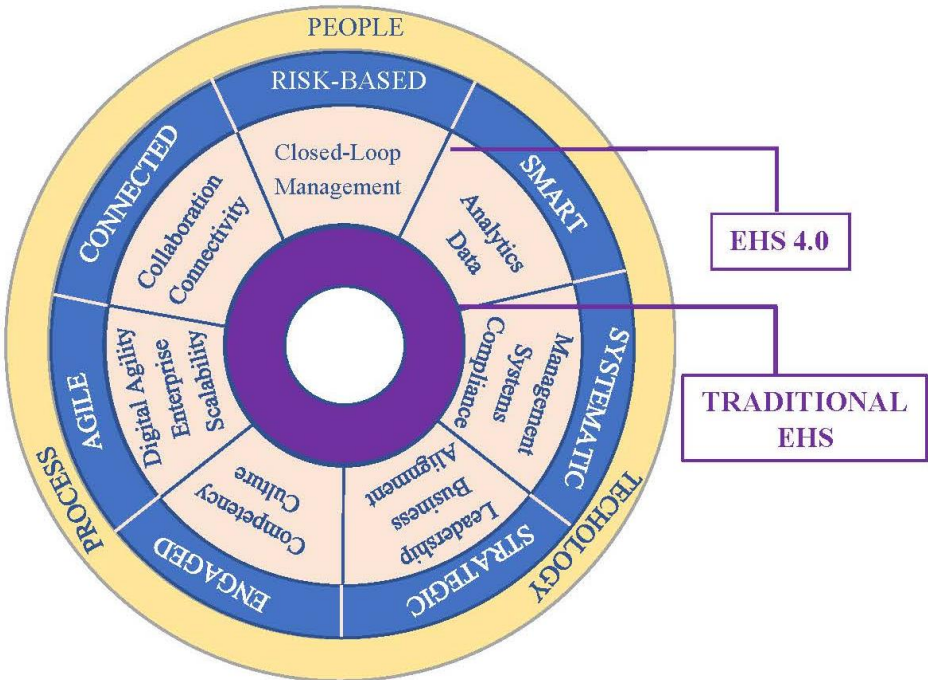 PEOPLE
RISK-BASED
Closed-Loop
Management
SMART
Analytics
Data
SYSTEMATIC
Management
Systems
Compliance
TECHOLOGY
STRATEGIC
Leadership
Business
Alignment
ENGAGED
Competency
Culture
PROCESS
AGILE
Digital Agility
Enterprise
Scalability
CONNECTED
Collaboration
Connectivity
EHS 4.0
TRADITIONAL
EHS